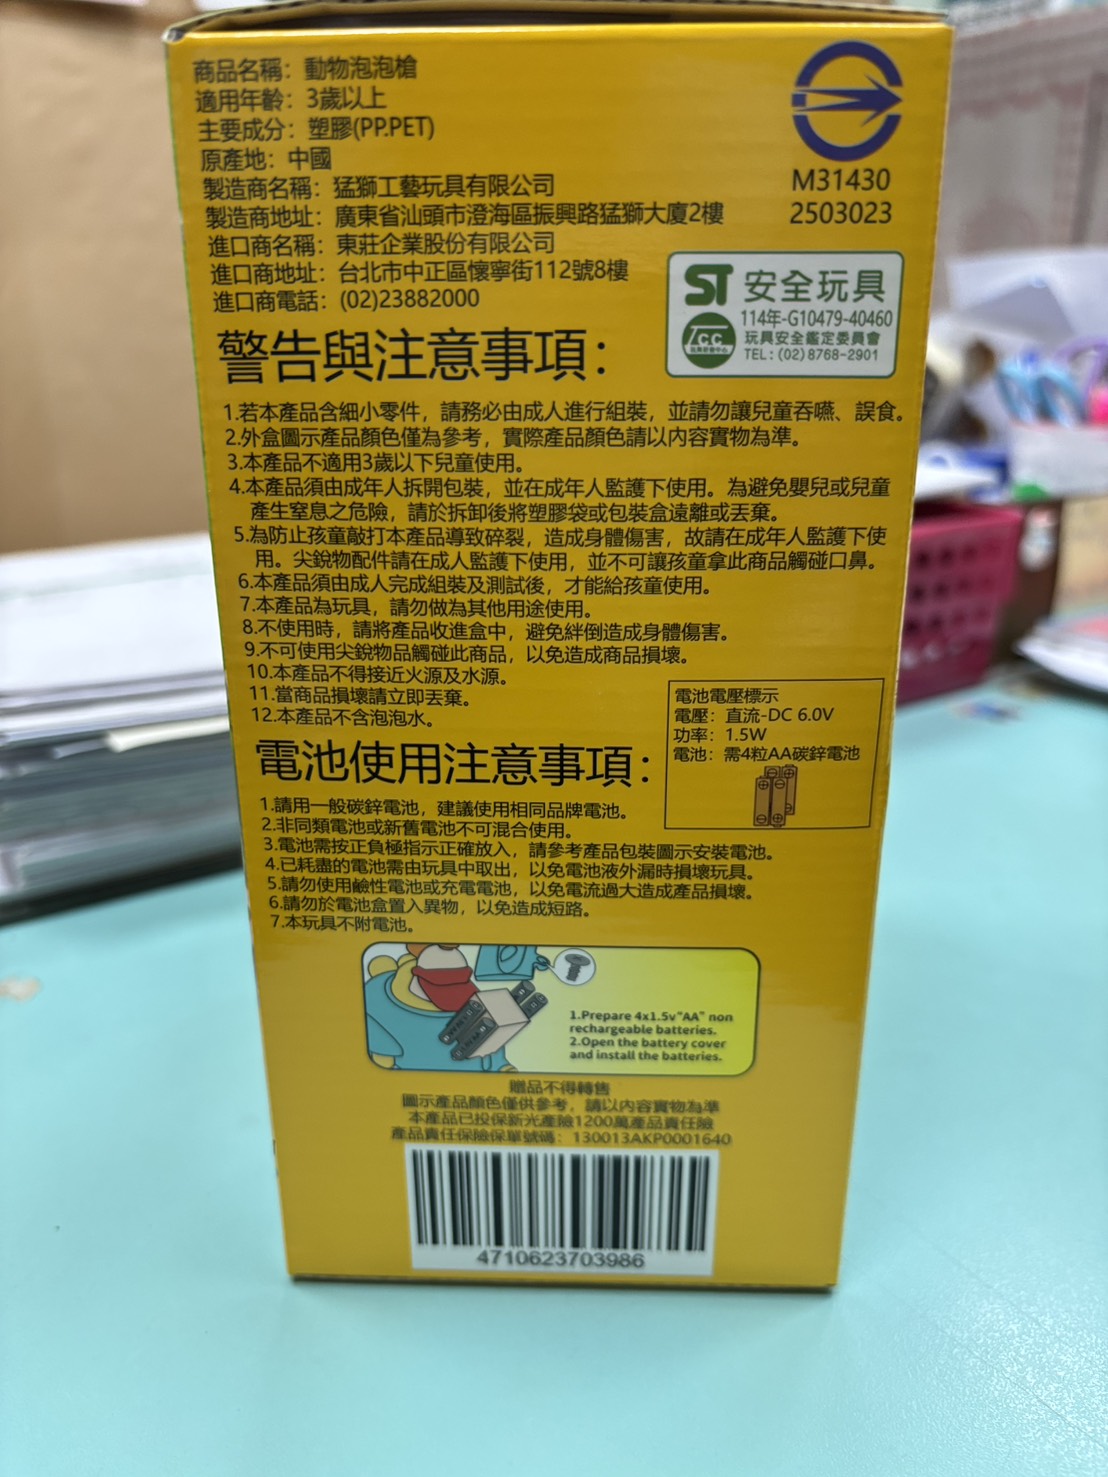 商品名稱：動物泡泡槍
適用年齡：3歲以上
主要成分：塑膠(PP.PET)
原產地：中國
製造商名稱：猛獅工藝玩具有限公司
製造商地址：廣東省汕頭市澄海區振興路猛獅大廈2樓
進口商名稱：東莊企業股份有限公司
進口商地址：台北市中正區懷寧街112號8樓
進口商電話：(02)23882000
M31430
2503023
ST 安全玩具
114年-G10479-40460
玩具安全鑑定委員會
TEL：(02)8768-2901
警告與注意事項：
1.若本產品含細小零件，請務必由成人進行組裝，並請勿讓兒童吞嚥、誤食。
2.外盒圖示產品顏色僅為參考，實際產品顏色請以內容實物為準。
3.本產品不適用3歲以下兒童使用。
4.本產品須由成年人拆開包裝，並在成年人監護下使用。為避免嬰兒或兒童
產生窒息之危險，請於拆卸後將塑膠袋或包裝盒遠離或丟棄。
5.為防止孩童敲打本產品導致碎裂，造成身體傷害，故請在成年人監護下使
用。尖銳物配件請在成人監護下使用，並不可讓孩童拿此商品觸碰口鼻。
6.本產品須由成人完成組裝及測試後，才能給孩童使用。
7.本產品為玩具，請勿做為其他用途使用。
8.不使用時，請將產品收進盒中，避免絆倒造成身體傷害。
9.不可使用尖銳物品觸碰此商品，以免造成商品損壞。
10.本產品不得接近火源及水源。
11.當商品損壞請立即丟棄。
12.本產品不含泡泡水。
電池電壓標示
電壓：直流-DC 6.0V
功率：1.5W
電池：需4粒AA碳鋅電池
電池使用注意事項：
1.請用一般碳鋅電池，建議使用相同品牌電池。
2.非同類電池或新舊電池不可混合使用。
3.電池需按正負極指示正確放入，請參考產品包裝圖示安裝電池。
4.已耗盡的電池需由玩具中取出，以免電池液外漏時損壞玩具。
5.請勿使用鹼性電池或充電電池，以免電流過大造成產品損壞。
6.請勿於電池盒置入異物，以免造成短路。
7.本玩具不附電池。
1.Prepare 4x1.5v"AA" non
rechargeable batteries.
2.Open the battery cover
and install the batteries.
贈品不得轉售
圖示產品顏色僅供參考，請以內容實物為準
本產品已投保新光產險1200萬產品責任險
產品責任保險保單號碼：130013AKP0001640
4710623703986